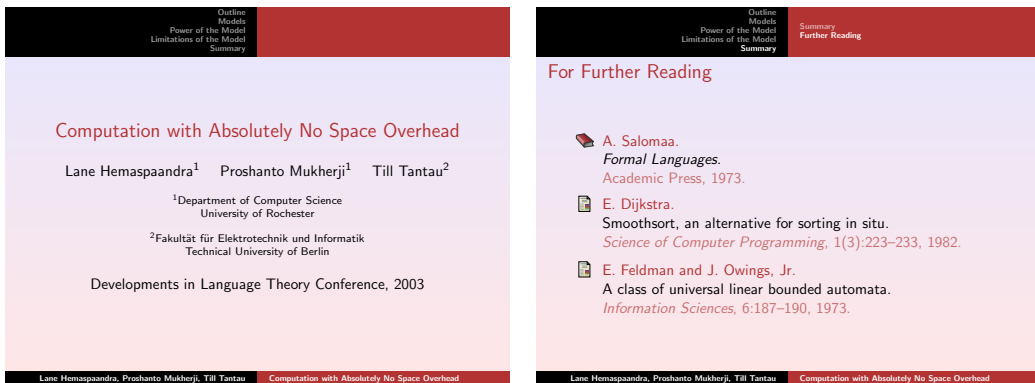 Outline
Models
Power of the Model
Limitations of the Model
Summary
Computation with Absolutely No Space Overhead
Lane Hemaspaandra¹ Proshanto Mukherji¹ Till Tantau²
¹Department of Computer Science
University of Rochester
²Fakultät für Elektrotechnik und Informatik
Technical University of Berlin
Developments in Language Theory Conference, 2003
Lane Hemaspaandra, Proshanto Mukherji, Till Tantau Computation with Absolutely No Space Overhead
Outline
Models
Power of the Model
Limitations of the Model
Summary
Summary
Further Reading
For Further Reading
A. Salomaa.
Formal Languages.
Academic Press, 1973.
E. Dijkstra.
Smoothsort, an alternative for sorting in situ.
Science of Computer Programming, 1(3):223–233, 1982.
E. Feldman and J. Owings, Jr.
A class of universal linear bounded automata.
Information Sciences, 6:187–190, 1973.
Lane Hemaspaandra, Proshanto Mukherji, Till Tantau Computation with Absolutely No Space Overhead